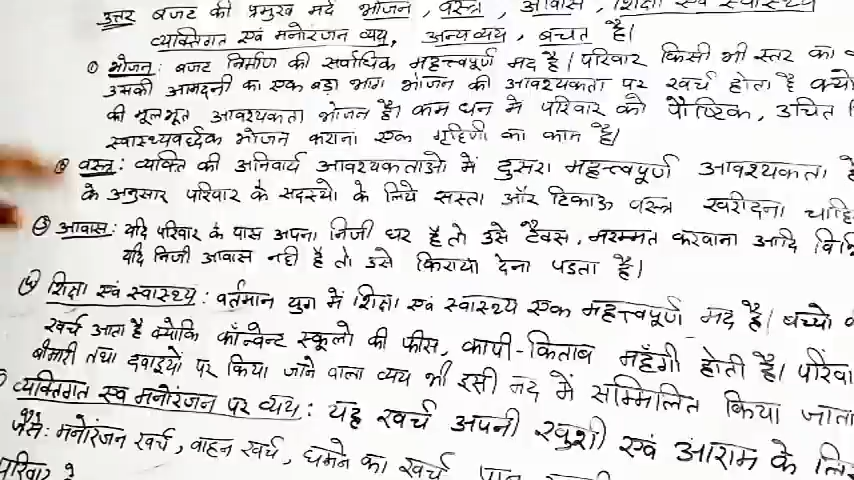 उत्तर बजट की प्रमुख मदें भोजन, वस्त्र, आवास, शिक्षा एवं स्वास्थ्य
व्यक्तिगत एवं मनोरंजन व्यय, अन्य व्यय, बचत है।
① भोजन: बजट निर्माण की सर्वाधिक महत्त्वपूर्ण मद है। परिवार किसी भी स्तर का
उसकी आमदनी का एक बड़ा भाग भोजन की आवश्यकता पर खर्च होता है
की मूलभूत आवश्यकता भोजन है। कम धन में परिवार को पौष्टिक, उचित
स्वास्थ्यवर्द्धक भोजन कराना एक गृहिणी का काम है।
② वस्त्र: व्यक्ति की अनिवार्य आवश्यकताओ में दुसरा महत्त्वपूर्ण आवश्यकता
के अनुसार परिवार के सदस्यो के लिये सस्ता और टिकाऊ वस्त्र खरीदना
③ आवास: यदि परिवार के पास अपना निजी घर है तो उसे टैक्स, मरम्मत करवाना आदि
यदि निजी आवास नही है तो उसे किराया देना पडता है।
④ शिक्षा एवं स्वास्थ्य: वर्तमान युग में शिक्षा एवं स्वास्थ्य एक महत्त्वपूर्ण मद है। बच्चो
खर्च आता है क्योकि कॉन्वेन्ट स्कूलो की फीस, कापी-किताब महँगी होती है।
बीमारी तथा दवाइयों पर किया जाने वाला व्यय भी इसी मद में सम्मिलित किया जाता
व्यक्तिगत एव मनोरंजन पर व्यय: यह खर्च अपनी खुशी एवं आराम के
जैसे: मनोरंजन खर्च, वाहन खर्च, घुमने का खर्च